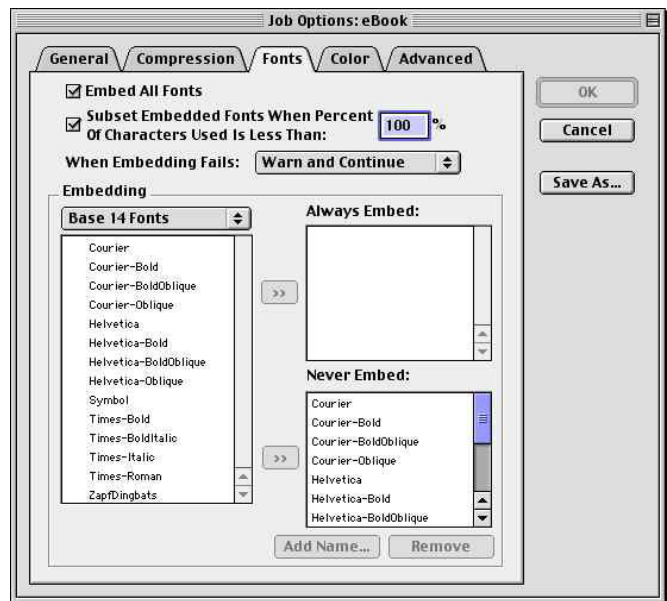 Job Options: eBook
General
Compression
Fonts
Color
Advanced
Embed All Fonts
Subset Embedded Fonts When Percent
Of Characters Used Is Less Than:
100 %
When Embedding Fails:
Warn and Continue
OK
Cancel
Save As...
Embedding
Base 14 Fonts
Courier
Courier-Bold
Courier-BoldOblique
Courier-Oblique
Helvetica
Helvetica-Bold
Helvetica-BoldOblique
Helvetica-Oblique
Symbol
Times-Bold
Times-BoldItalic
Times-Italic
Times-Roman
ZapfDingbats
>>
>>
Always Embed:
Never Embed:
Courier
Courier-Bold
Courier-BoldOblique
Courier-Oblique
Helvetica
Helvetica-Bold
Helvetica-BoldOblique
Add Name...
Remove